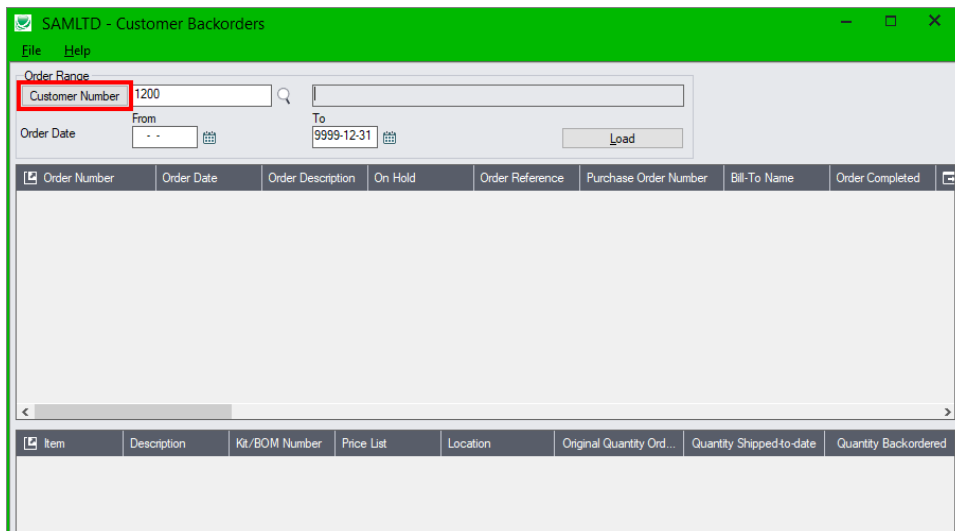 SAMLTD - Customer Backorders
File Help
Order Range
Customer Number 1200
From To
Order Date - - 9999-12-31 Load
Order Number Order Date Order Description On Hold Order Reference Purchase Order Number Bill-To Name Order Completed
Item Description Kit/BOM Number Price List Location Original Quantity Ord... Quantity Shipped-to-date Quantity Backordered